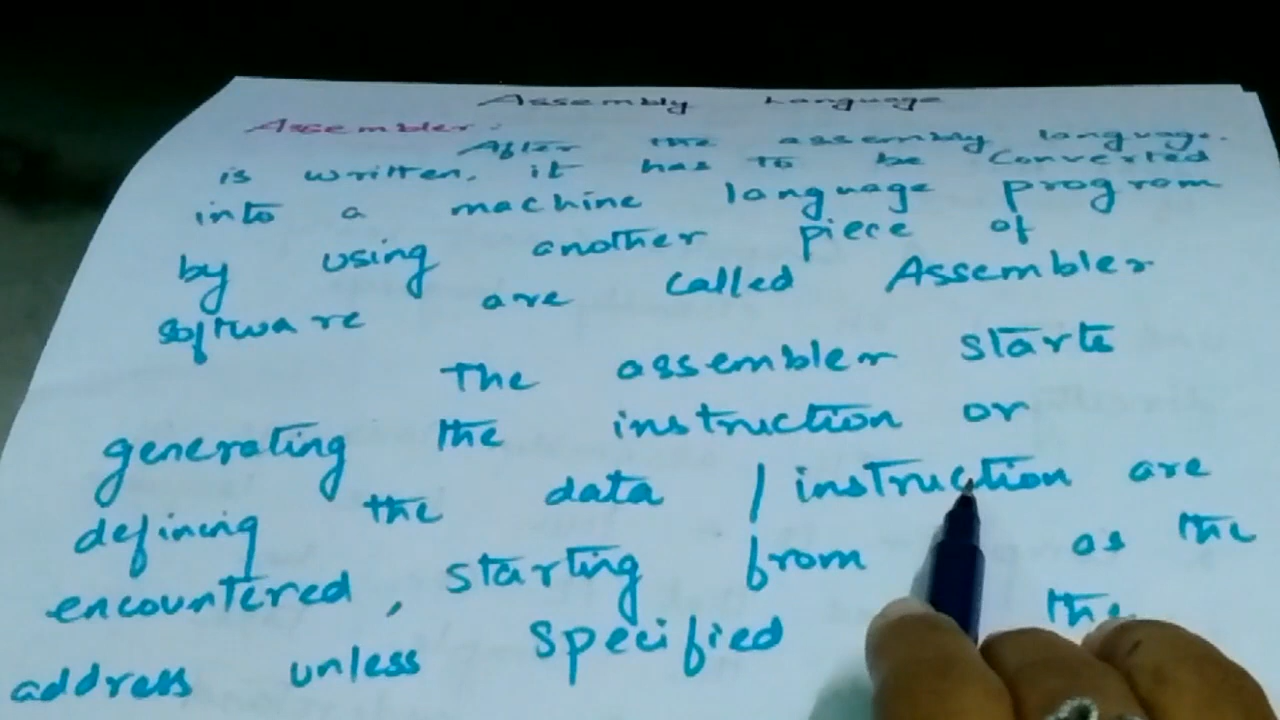 Assembly Language
Assembler:
After the assembly language.
is written, it has to be converted
into a machine language program
by using another piece of
software are called Assembler
The assembler starts
generating the instruction or
defining the data / instruction are
encountered, starting from as the
address unless specified the